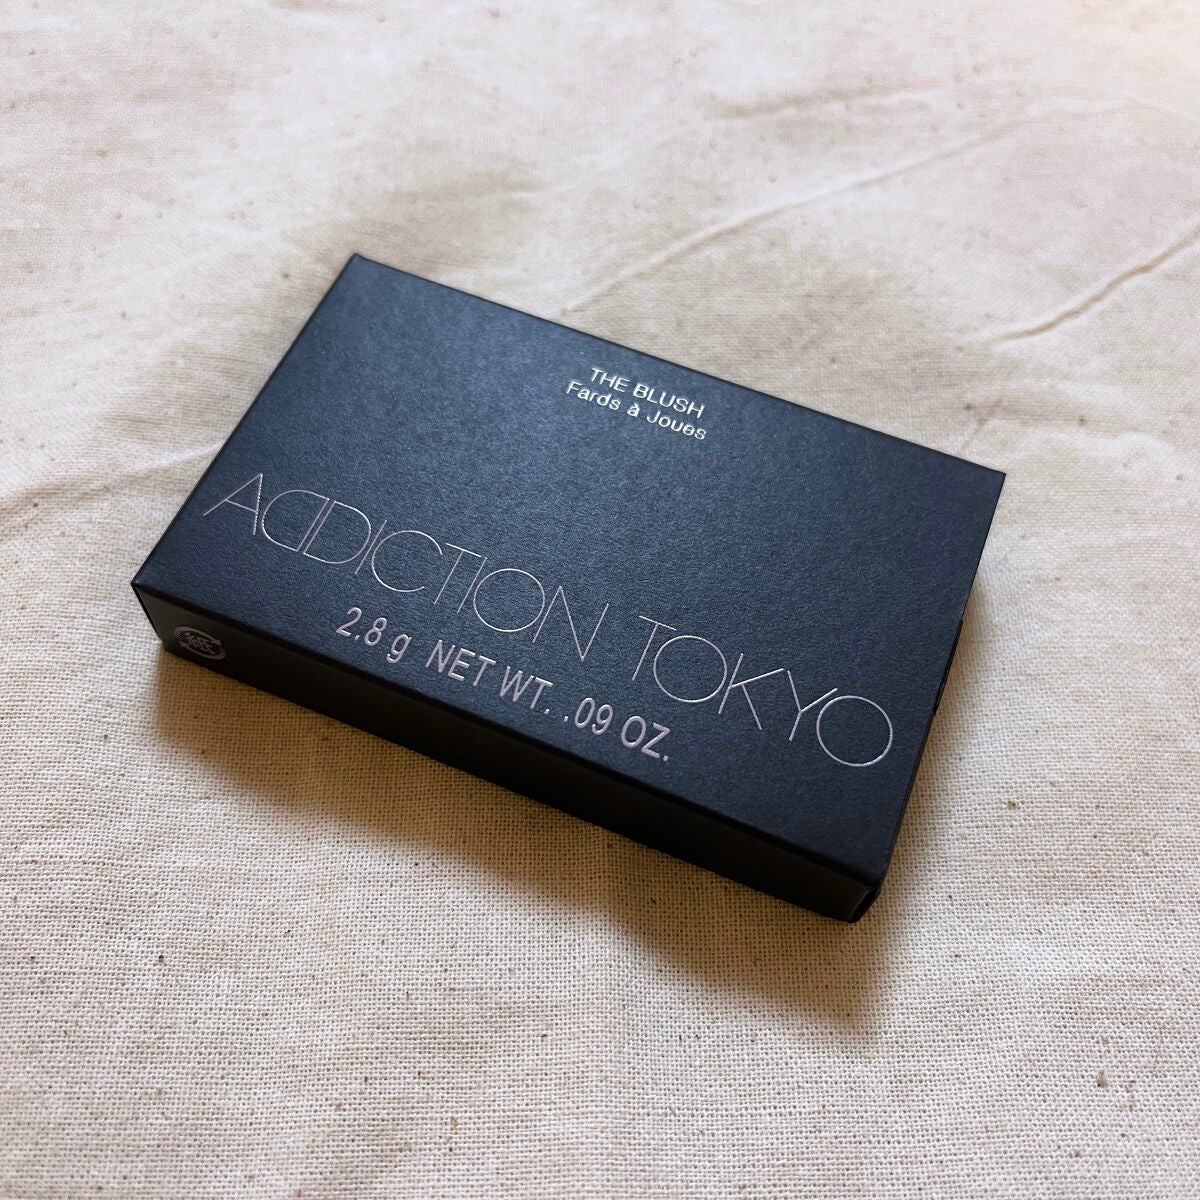 THE BLUSH
Fards à Joues
ADDICTION TOKYO
2.8 g NET WT. .09 OZ.